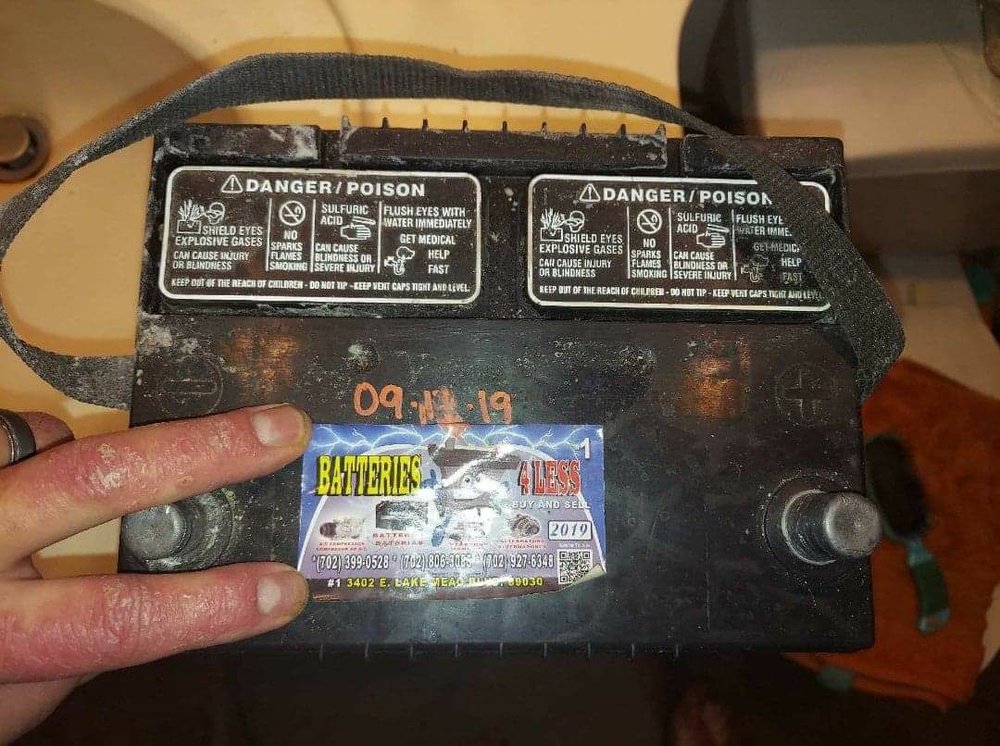 DANGER / POISON
SHIELD EYES
EXPLOSIVE GASES
CAN CAUSE INJURY
OR BLINDNESS
NO
SPARKS
FLAMES
SMOKING
SULFURIC
ACID
CAN CAUSE
BLINDNESS OR
SEVERE INJURY
FLUSH EYES WITH
WATER IMMEDIATELY
GET MEDICAL
HELP
FAST
KEEP OUT OF THE REACH OF CHILDREN - DO NOT TIP - KEEP VENT CAPS TIGHT AND LEVEL.
DANGER / POISON
SHIELD EYES
EXPLOSIVE GASES
CAN CAUSE INJURY
OR BLINDNESS
NO
SPARKS
FLAMES
SMOKING
SULFURIC
ACID
CAN CAUSE
BLINDNESS OR
SEVERE INJURY
FLUSH
WATER
GET
HELP
FAST
KEEP OUT OF THE REACH OF CHILDREN - DO NOT TIP - KEEP VENT CAPS TIGHT AND LEVEL.
09 19
1
BATTERIES 4 LESS
BUY AND SELL
2019
(702) 399-0528 (702) 927-6348
#1 3402 E. LAKE MEAD